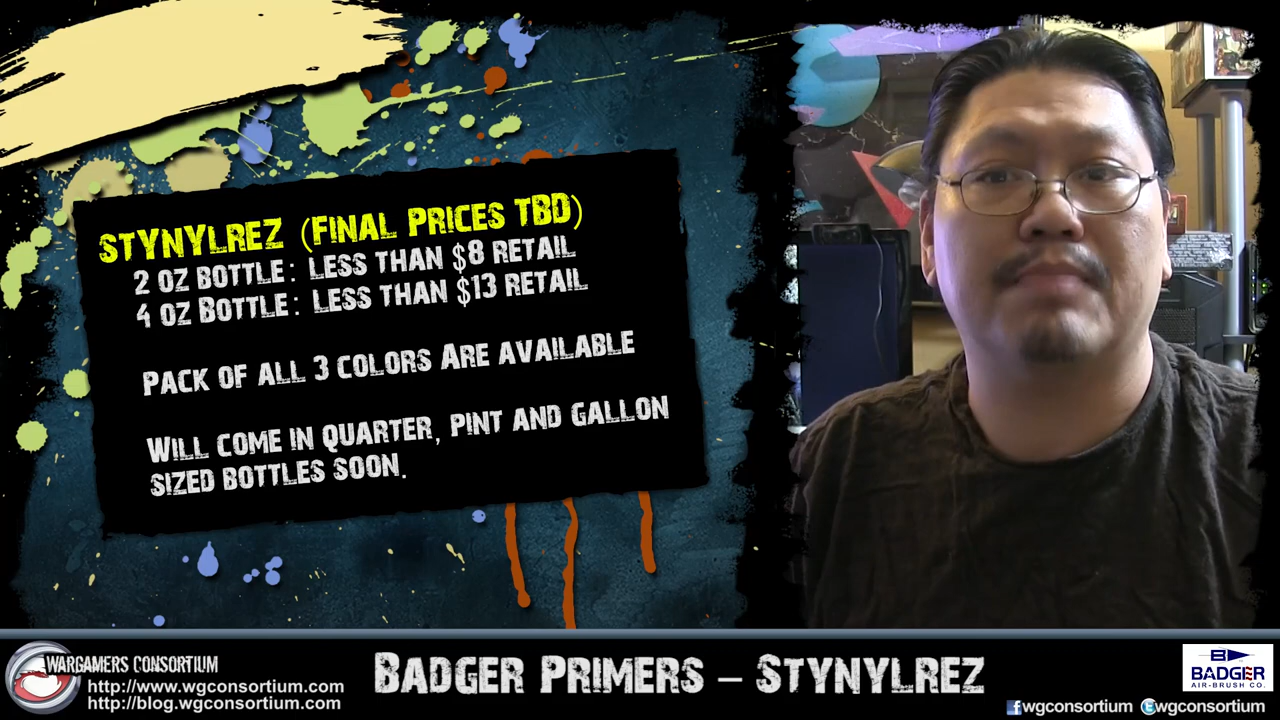 STYNYLREZ (FINAL PRICES TBD)
2 OZ BOTTLE: LESS THAN $8 RETAIL
4 OZ BOTTLE: LESS THAN $13 RETAIL
PACK OF ALL 3 COLORS ARE AVAILABLE
WILL COME IN QUARTER, PINT AND GALLON
SIZED BOTTLES SOON.
WARGAMERS CONSORTIUM
http://www.wgconsortium.com
http://blog.wgconsortium.com
BADGER PRIMERS – STYNYLREZ
B
BADGER
AIR-BRUSH CO.
fwgconsortium twgconsortium